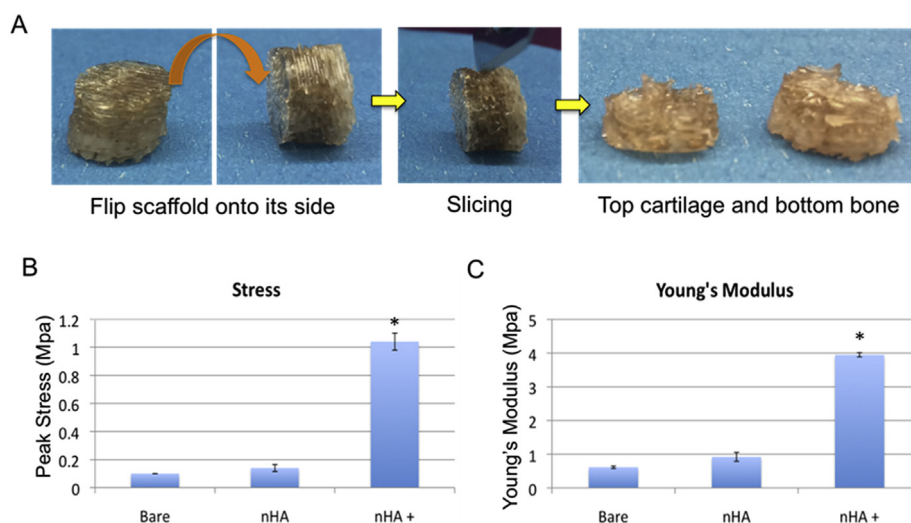 A
Flip scaffold onto its side
Slicing
Top cartilage and bottom bone
B
Stress
Peak Stress (Mpa)
1.2
1
0.8
0.6
0.4
0.2
0
*
Bare
nHA
nHA +
C
Young's Modulus
Young's Modulus (Mpa)
5
4
3
2
1
0
*
Bare
nHA
nHA +